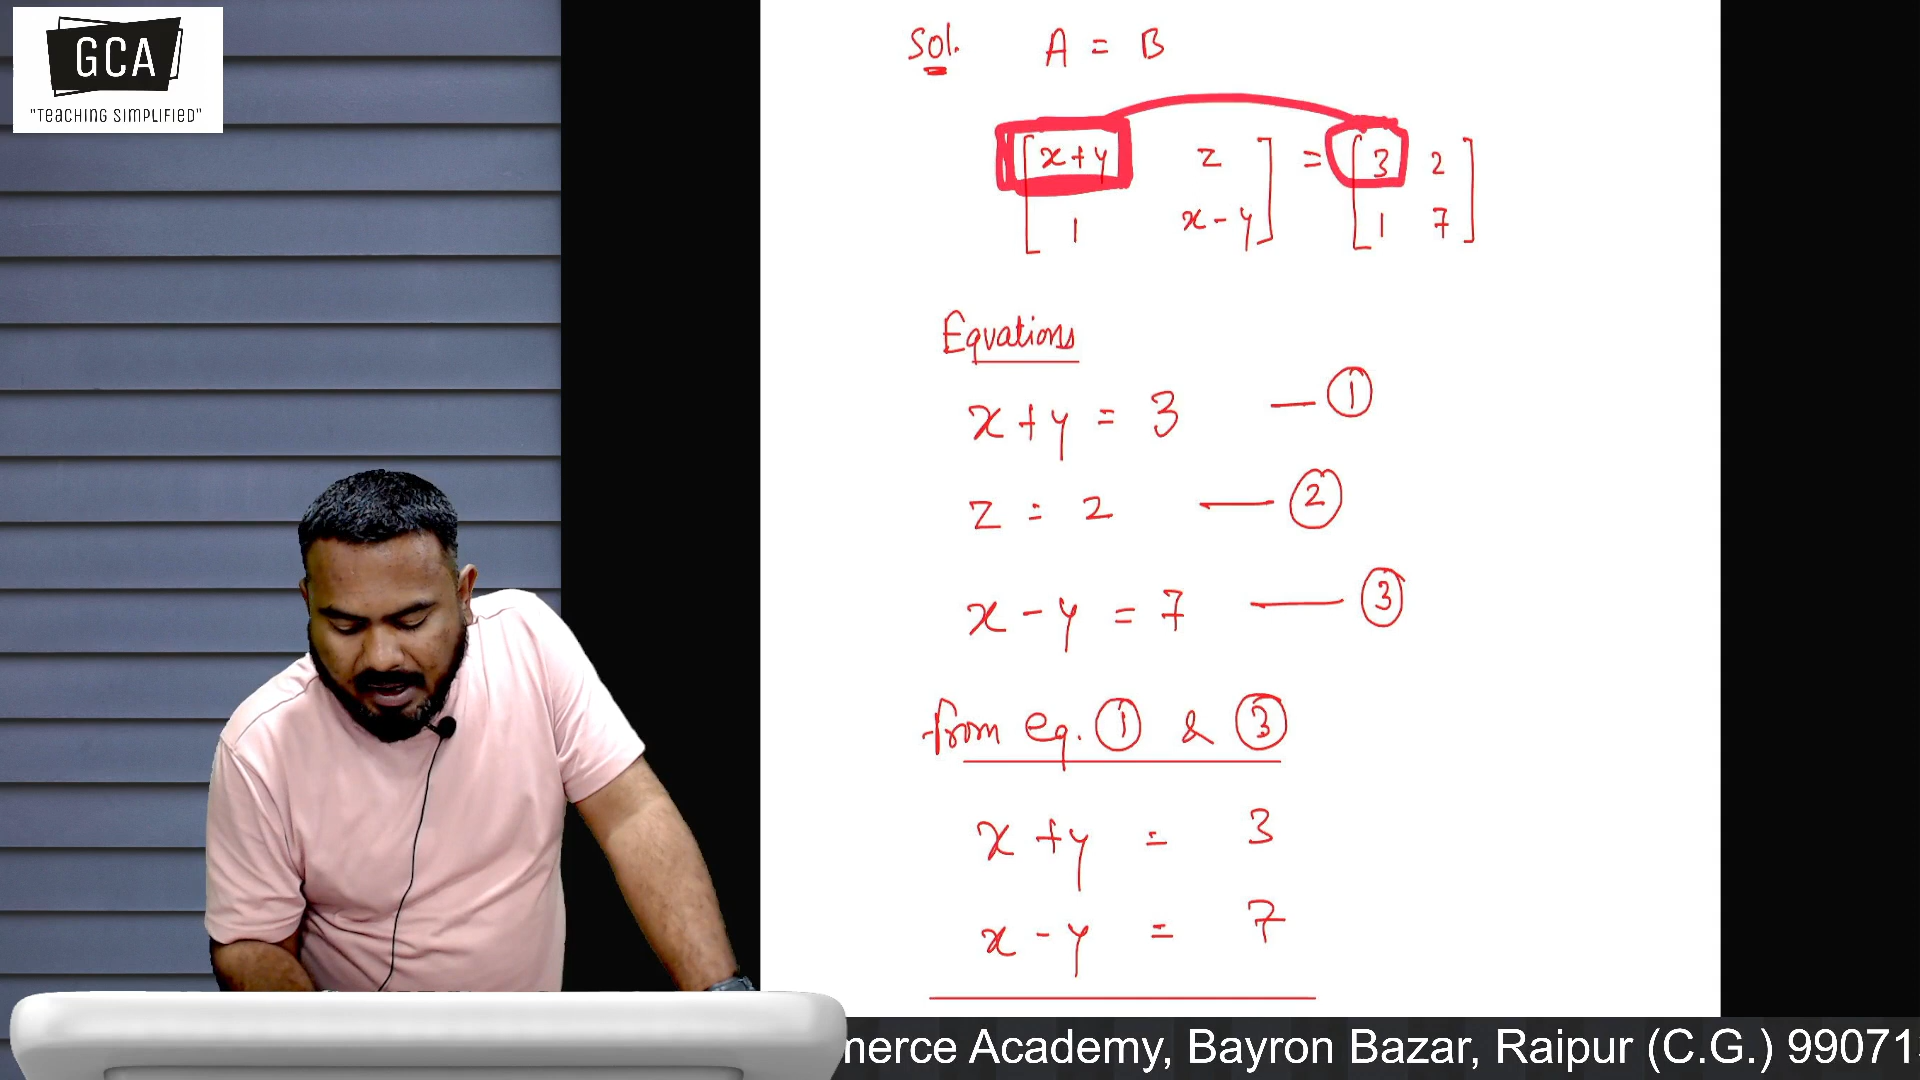 GCA
"TEACHING SIMPLIFIED"
Sol. A = B
[x+y z] = [3 2]
[1 x-y] [1 7]
Equations
x+y = 3 — ①
z = 2 — ②
x-y = 7 — ③
from eq. ① & ③
x+y = 3
x-y = 7
merce Academy, Bayron Bazar, Raipur (C.G.) 99071